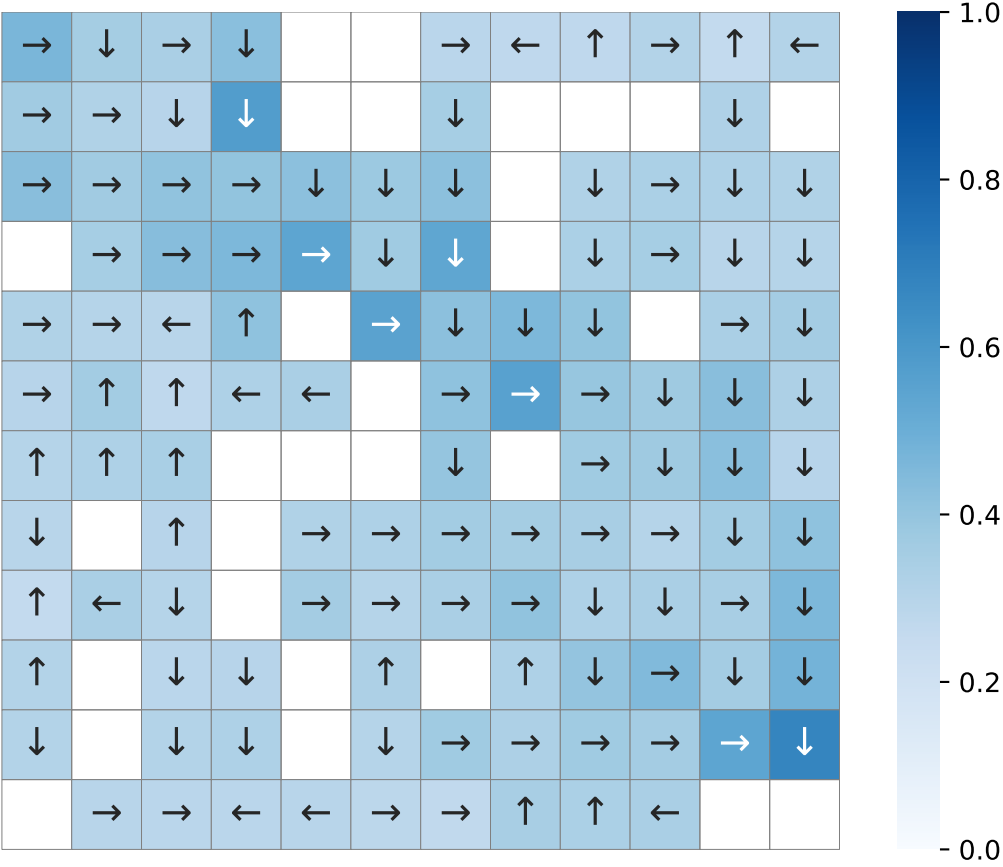 → ↓ → ↓ → ← ↑ → ↑ ←
1.0
→ → ↓ ↓ ↓ ↓
→ → → → ↓ ↓ ↓ ↓ → ↓ ↓
0.8
→ → → → ↓ ↓ ↓ → ↓ ↓
→ → ← ↑ → ↓ ↓ ↓ → ↓
0.6
→ ↑ ↑ ← ← → → → ↓ ↓ ↓
↑ ↑ ↑ ↓ → ↓ ↓ ↓
0.4
↓ ↑ → → → → → → ↓ ↓
↑ ← ↓ → → → → ↓ ↓ → ↓
↑ ↓ ↓ ↑ ↑ ↓ → ↓ ↓
0.2
↓ ↓ ↓ ↓ → → → → → ↓
→ → ← ← → → ↑ ↑ ←
0.0